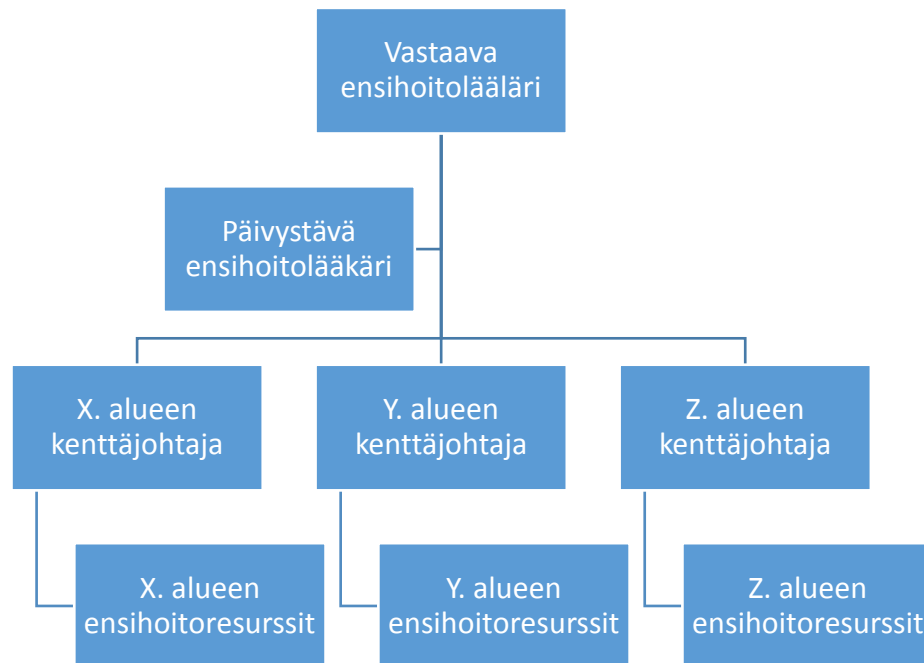 Vastaava
ensihoitolääläri
Päivystävä
ensihoitolääkäri
X. alueen
kenttäjohtaja
Y. alueen
kenttäjohtaja
Z. alueen
kenttäjohtaja
X. alueen
ensihoitoresurssit
Y. alueen
ensihoitoresurssit
Z. alueen
ensihoitoresurssit